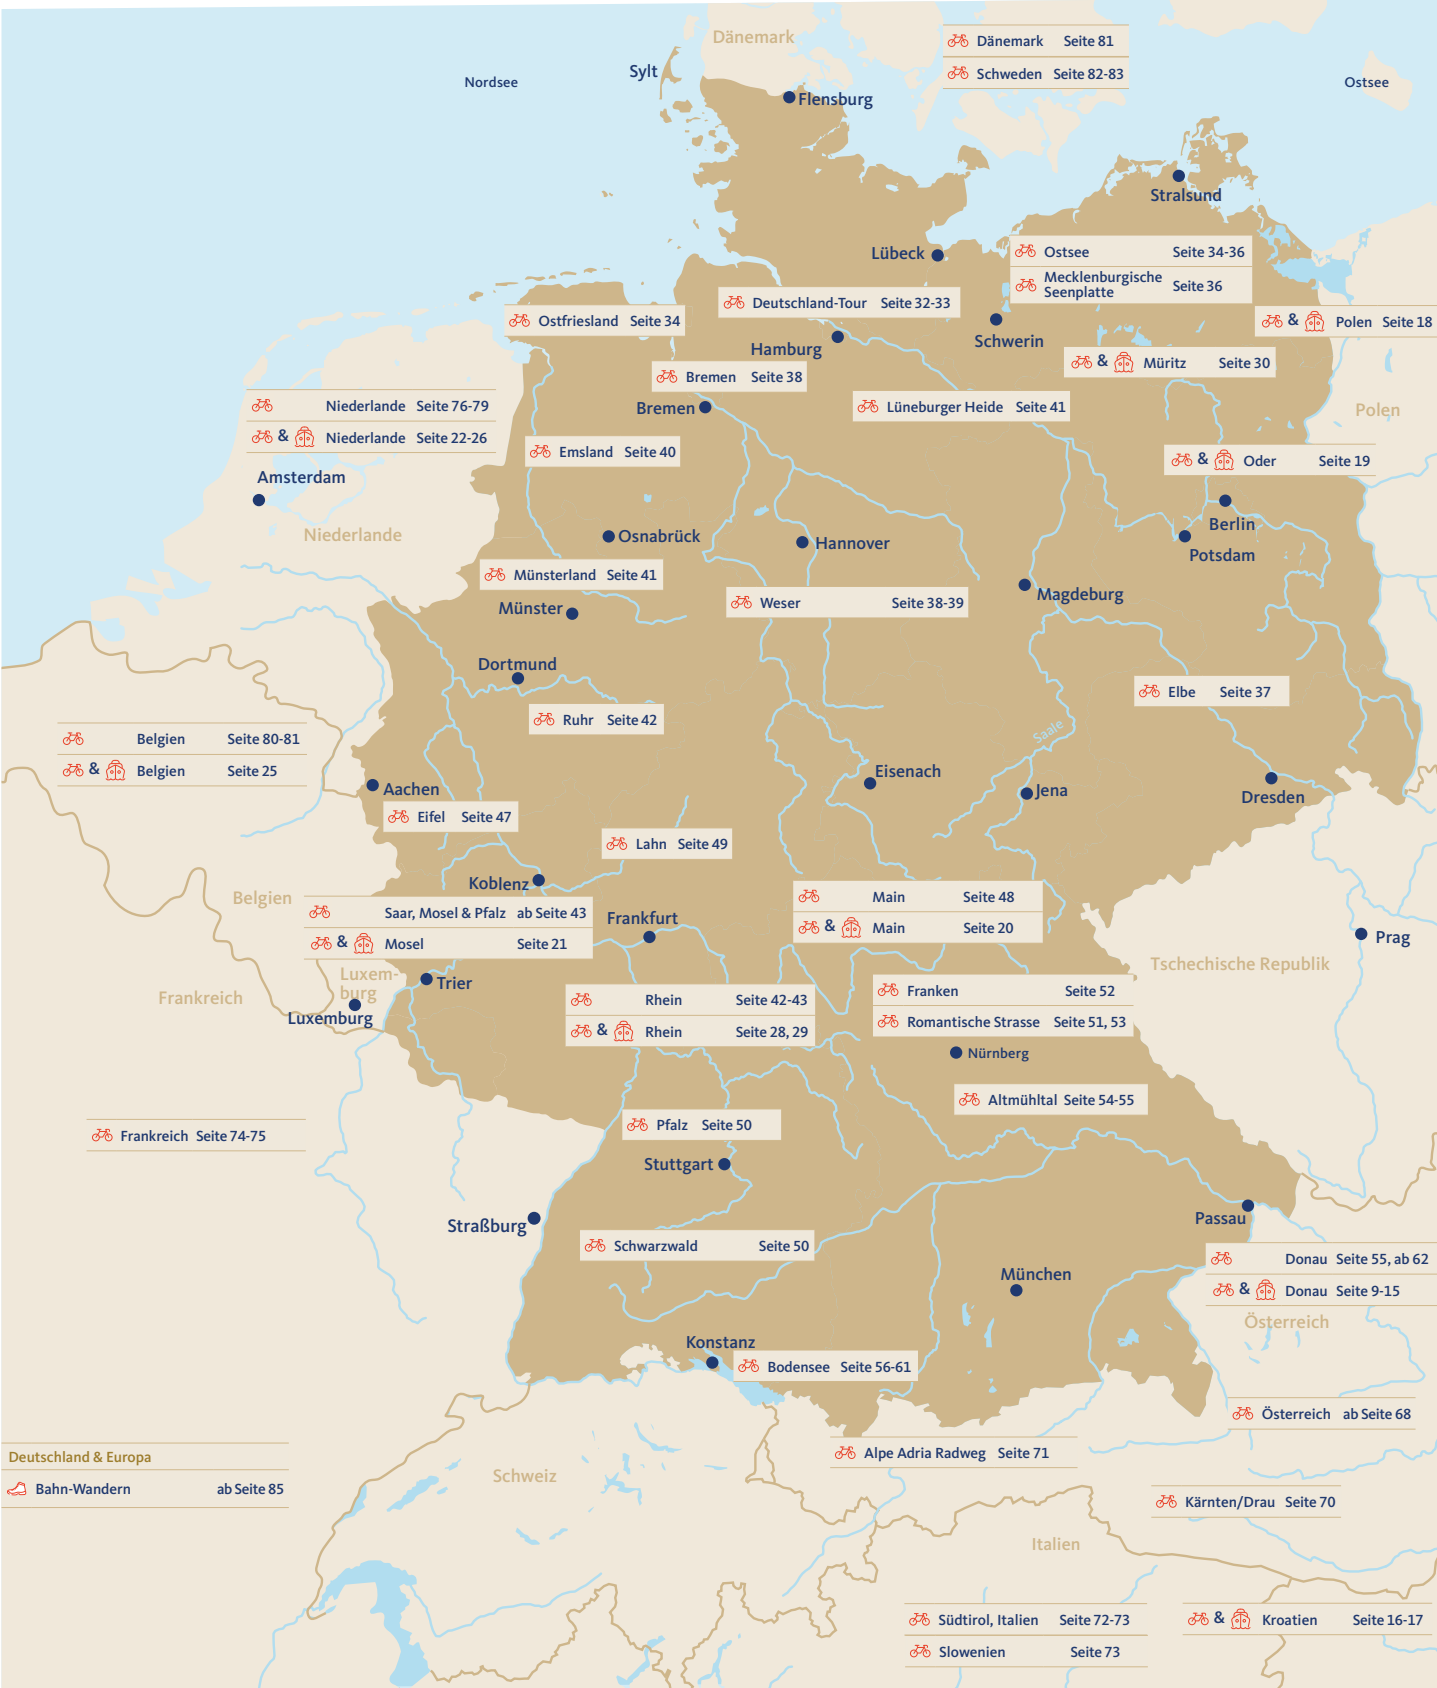 Dänemark
Dänemark Seite 81
Schweden Seite 82-83
Sylt
Nordsee
Ostsee
Flensburg
Stralsund
Lübeck
Ostsee Seite 34-36
Mecklenburgische
Seenplatte Seite 36
Deutschland-Tour Seite 32-33
Ostfriesland Seite 34
Polen Seite 18
& 
Schwerin
Hamburg
& Müritz Seite 30
Bremen Seite 38
Bremen
Lüneburger Heide Seite 41
Polen
Niederlande Seite 76-79
& Niederlande Seite 22-26
Emsland Seite 40
& Oder Seite 19
Amsterdam
Niederlande
Berlin
Potsdam
Osnabrück
Hannover
Münsterland Seite 41
Magdeburg
Weser Seite 38-39
Münster
Dortmund
Elbe Seite 37
Ruhr Seite 42
Saale
Belgien Seite 80-81
& Belgien Seite 25
Eisenach
Aachen
Jena
Dresden
Eifel Seite 47
Lahn Seite 49
Koblenz
Belgien
Main Seite 48
& Main Seite 20
Saar, Mosel & Pfalz ab Seite 43
& Mosel Seite 21
Frankfurt
Prag
Tschechische Republik
Luxem-
burg
Trier
Frankreich
Luxemburg
Franken Seite 52
Romantische Strasse Seite 51, 53
Rhein Seite 42-43
& Rhein Seite 28, 29
Nürnberg
Altmühltal Seite 54-55
Frankreich Seite 74-75
Pfalz Seite 50
Stuttgart
Straßburg
Passau
Schwarzwald Seite 50
Donau Seite 55, ab 62
& Donau Seite 9-15
München
Österreich
Konstanz
Bodensee Seite 56-61
Österreich ab Seite 68
Alpe Adria Radweg Seite 71
Deutschland & Europa
Bahn-Wandern ab Seite 85
Schweiz
Kärnten/Drau Seite 70
Italien
Südtirol, Italien Seite 72-73
Slowenien Seite 73
& Kroatien Seite 16-17